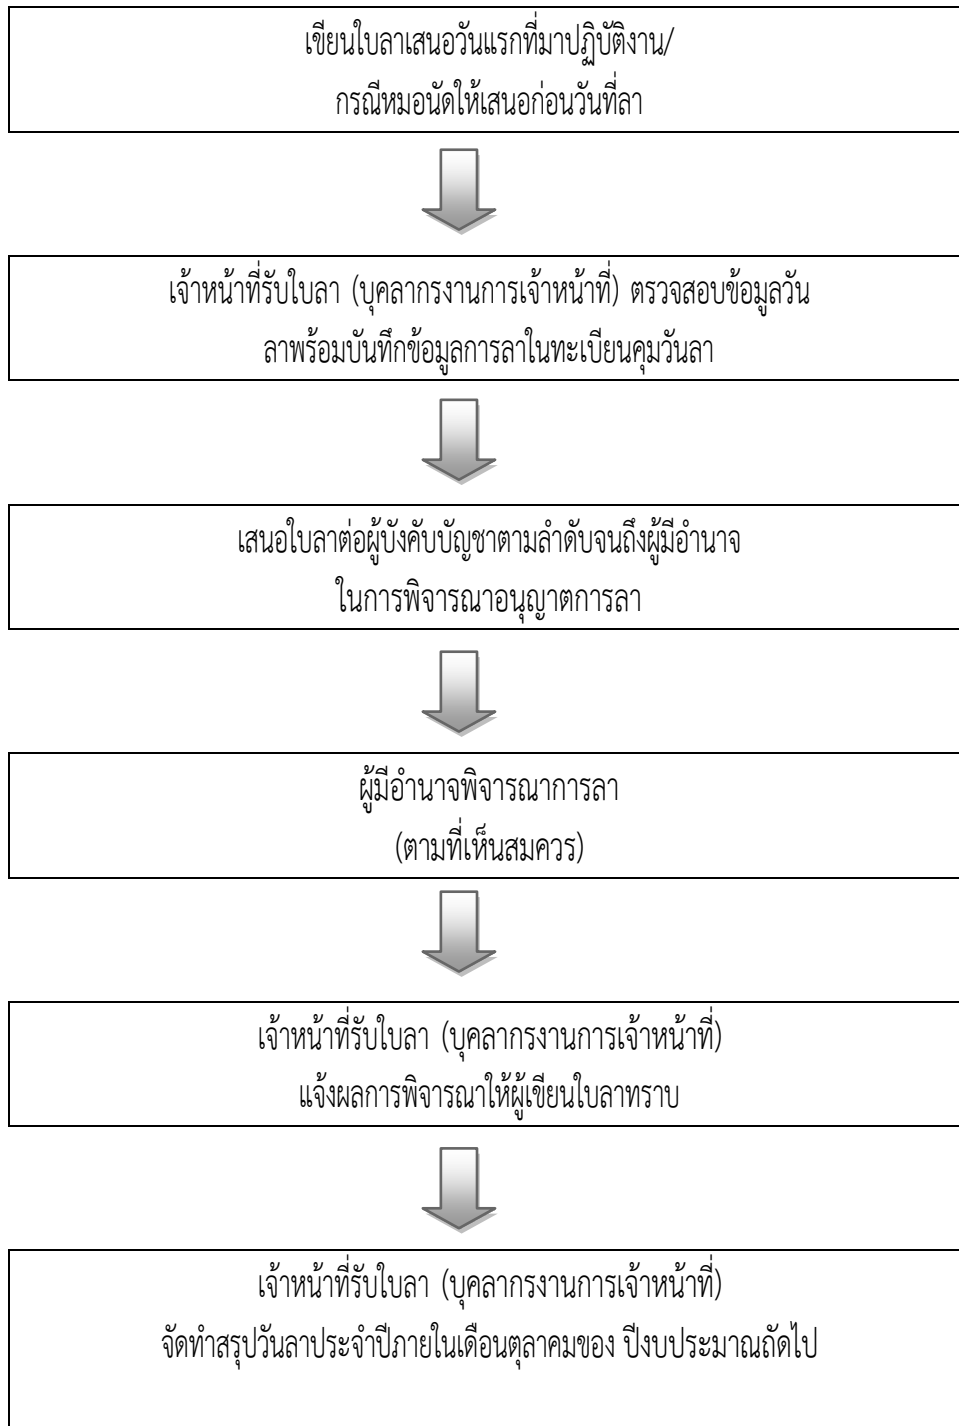 เขียนใบลาเสนอวันแรกที่มาปฏิบัติงาน/
กรณีหมอนัดให้เสนอก่อนวันที่ลา
เจ้าหน้าที่รับใบลา (บุคลากรงานการเจ้าหน้าที่) ตรวจสอบข้อมูลวัน
ลาพร้อมบันทึกข้อมูลการลาในทะเบียนคุมวันลา
เสนอใบลาต่อผู้บังคับบัญชาตามลำดับจนถึงผู้มีอำนาจ
ในการพิจารณาอนุญาตการลา
ผู้มีอำนาจพิจารณาการลา
(ตามที่เห็นสมควร)
เจ้าหน้าที่รับใบลา (บุคลากรงานการเจ้าหน้าที่)
แจ้งผลการพิจารณาให้ผู้เขียนใบลาทราบ
เจ้าหน้าที่รับใบลา (บุคลากรงานการเจ้าหน้าที่)
จัดทำสรุปวันลาประจำปีภายในเดือนตุลาคมของ ปีงบประมาณถัดไป